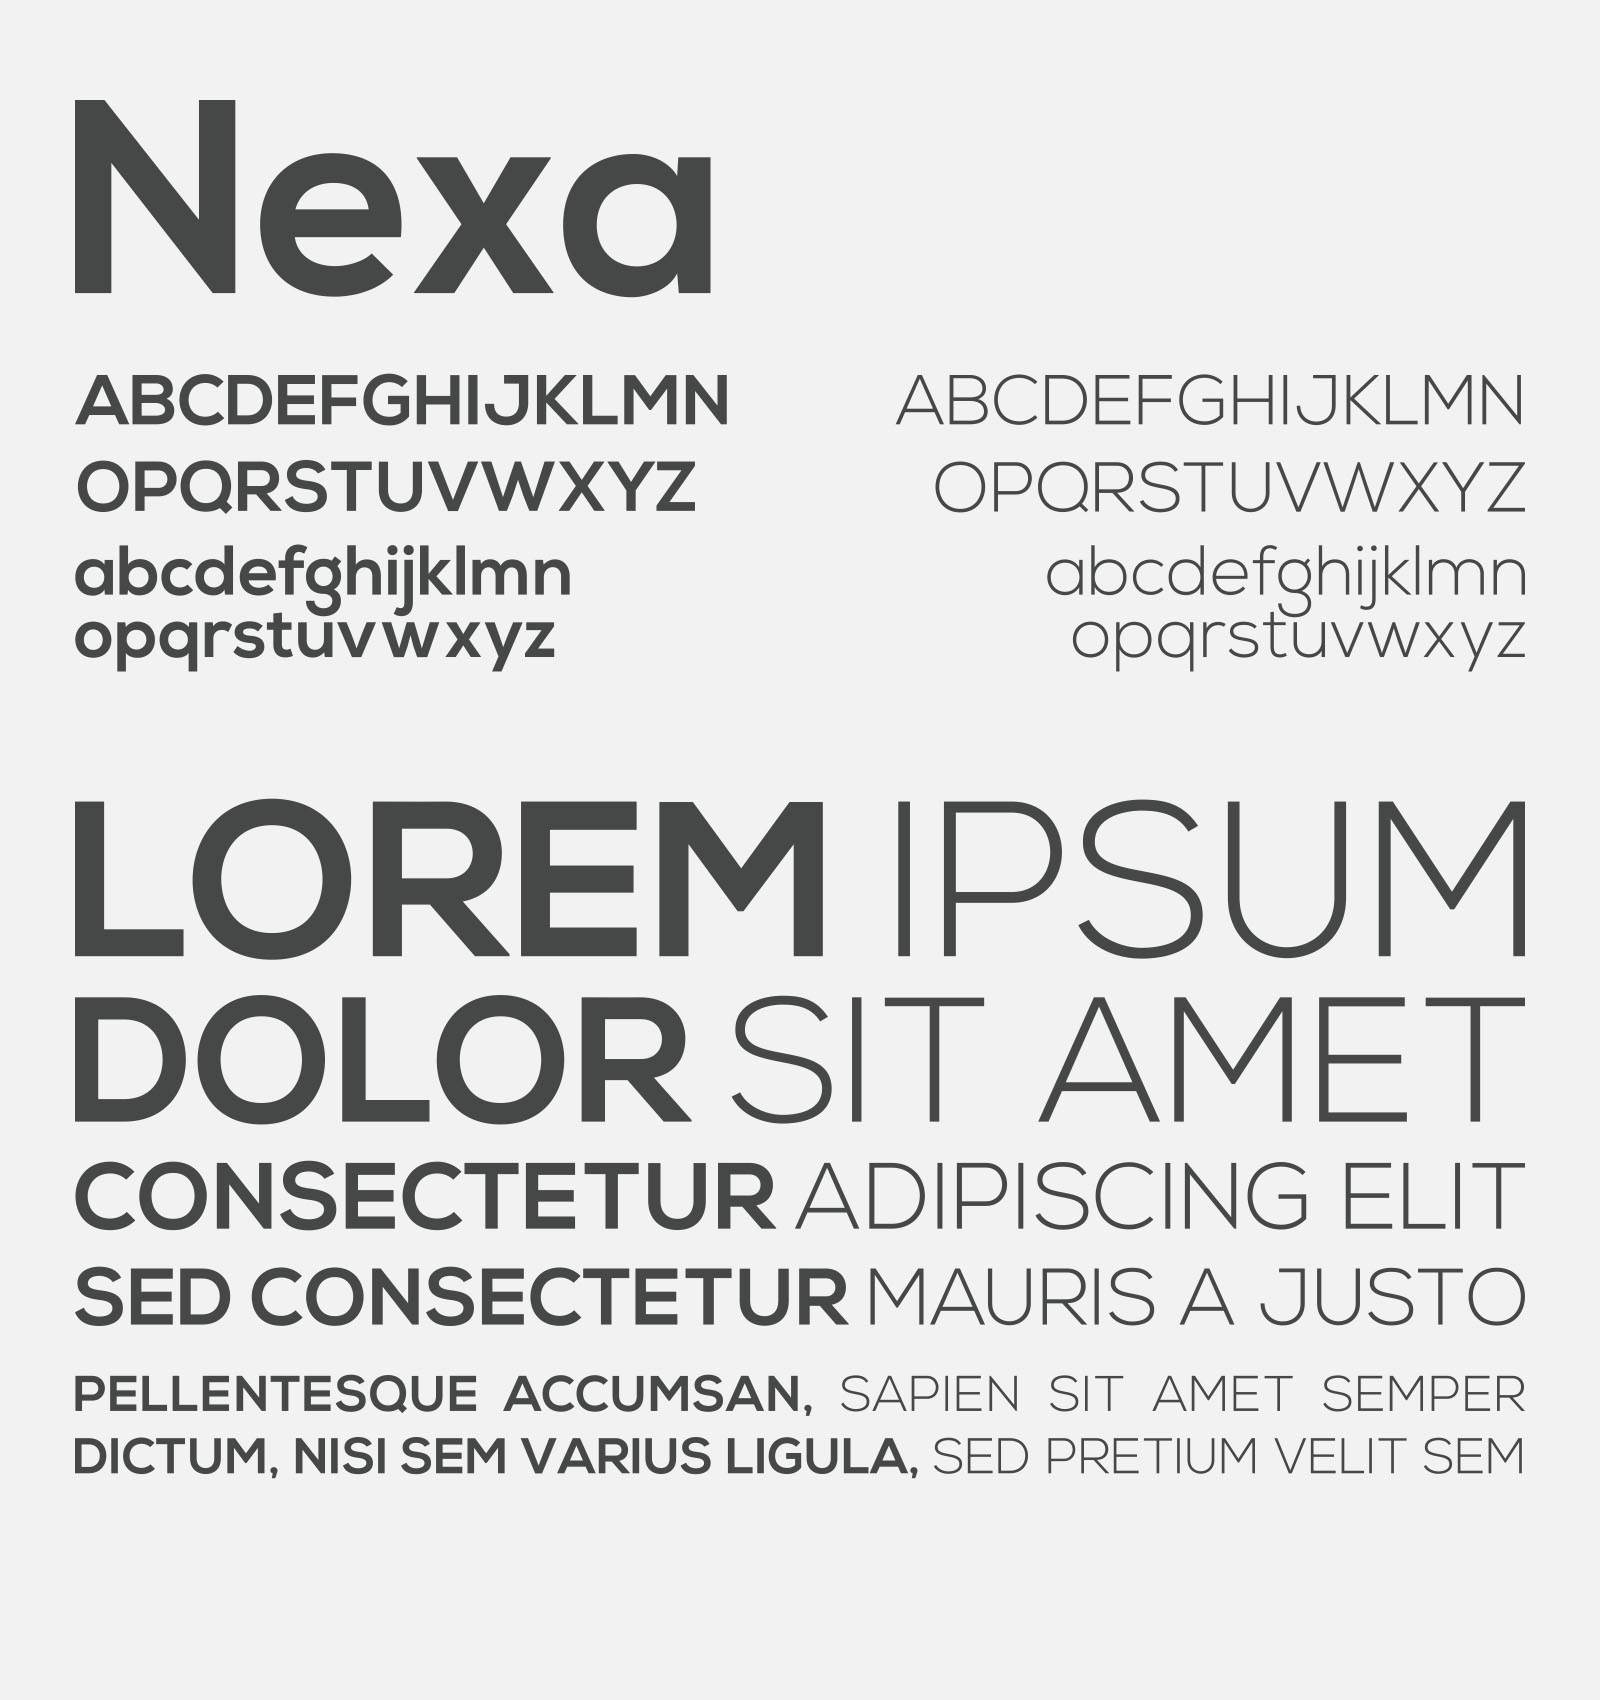 Nexa
ABCDEFGHIJKLMN ABCDEFGHIJKLMN
OPQRSTUVWXYZ OPQRSTUVWXYZ
abcdefghijklmn abcdefghijklmn
opqrstuvwxyz opqrstuvwxyz
LOREM IPSUM
DOLOR SIT AMET
CONSECTETUR ADIPISCING ELIT
SED CONSECTETUR MAURIS A JUSTO
PELLENTESQUE ACCUMSAN, SAPIEN SIT AMET SEMPER
DICTUM, NISI SEM VARIUS LIGULA, SED PRETIUM VELIT SEM